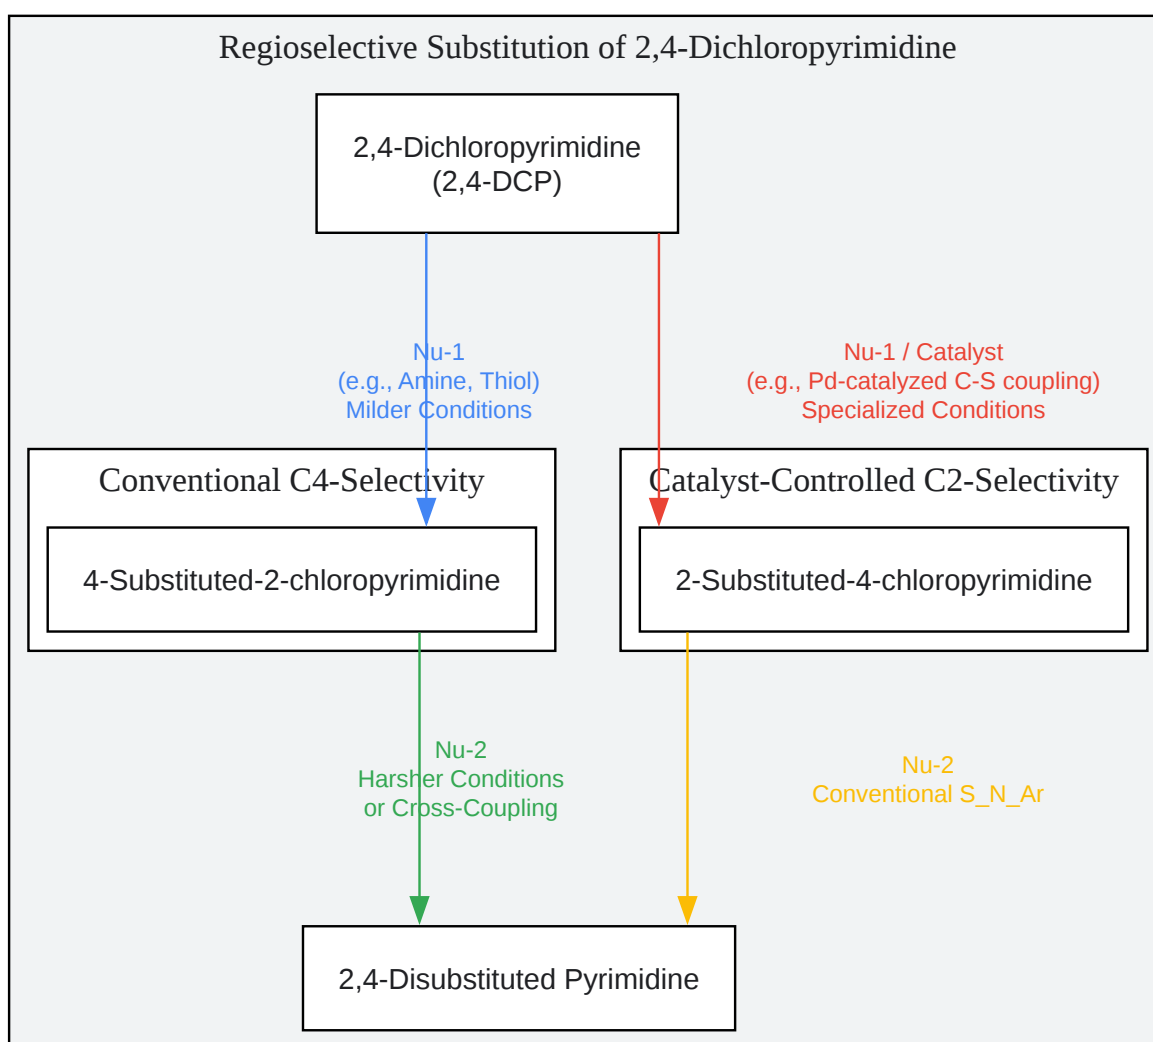 Regioselective Substitution of 2,4-Dichloropyrimidine
2,4-Dichloropyrimidine
(2,4-DCP)
Nu-1
(e.g., Amine, Thiol)
Milder Conditions
Nu-1 / Catalyst
(e.g., Pd-catalyzed C-S coupling)
Specialized Conditions
Conventional C4-Selectivity
Catalyst-Controlled C2-Selectivity
4-Substituted-2-chloropyrimidine
2-Substituted-4-chloropyrimidine
Nu-2
Harsher Conditions
or Cross-Coupling
Nu-2
Conventional S_N_Ar
2,4-Disubstituted Pyrimidine